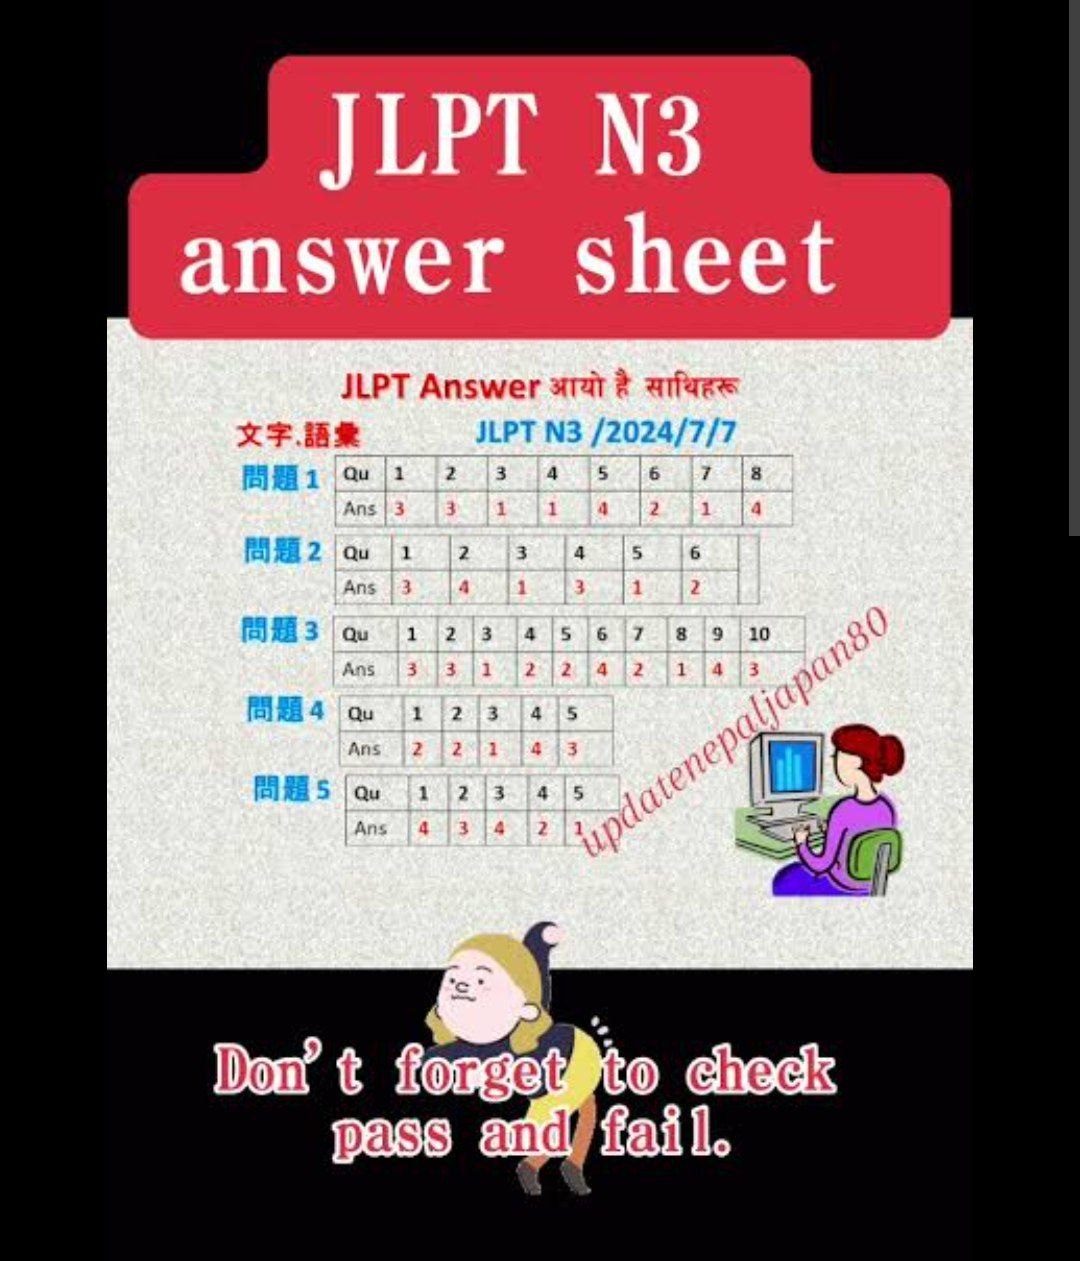 JLPT N3
answer sheet
JLPT Answer आयो है साथिहरू
文字.語彙 JLPT N3 /2024/7/7
問題1 Qu 1 2 3 4 5 6 7 8
Ans 3 3 1 1 4 2 1 4
問題2 Qu 1 2 3 4 5 6
Ans 3 4 1 3 1 2
問題3 Qu 1 2 3 4 5 6 7 8 9 10
Ans 3 3 1 2 2 4 2 1 4 3
問題4 Qu 1 2 3 4 5
Ans 2 2 1 4 3
問題5 Qu 1 2 3 4 5
Ans 4 3 4 2 1
updatenepaljapan80
Don't forget to check
pass and fail.